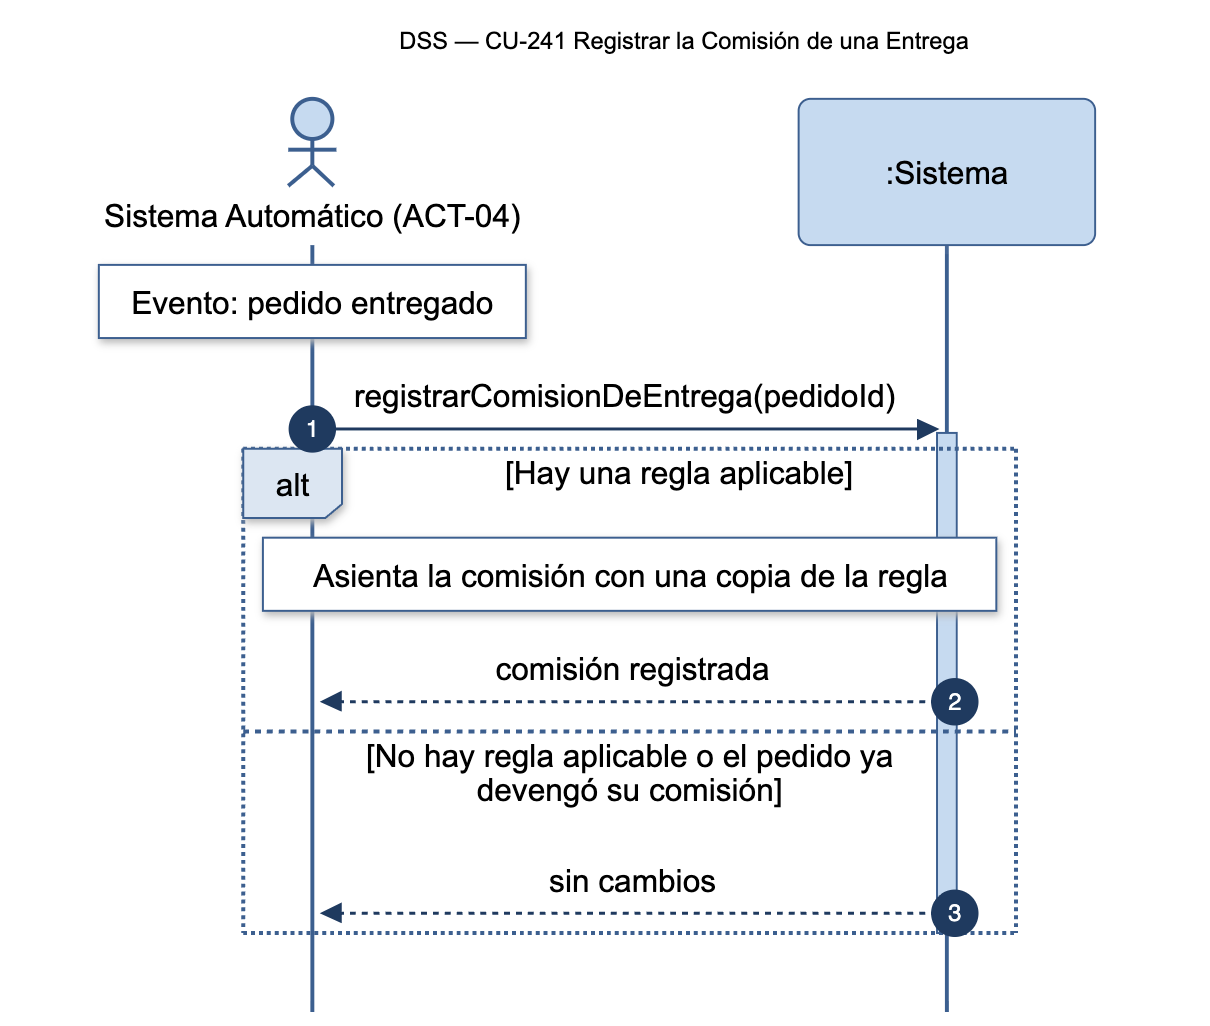 DSS — CU-241 Registrar la Comisión de una Entrega
:Sistema
Sistema Automático (ACT-04)
Evento: pedido entregado
registrarComisionDeEntrega(pedidoId)
1
alt
[Hay una regla aplicable]
Asienta la comisión con una copia de la regla
comisión registrada
2
[No hay regla aplicable o el pedido ya
devengó su comisión]
sin cambios
3